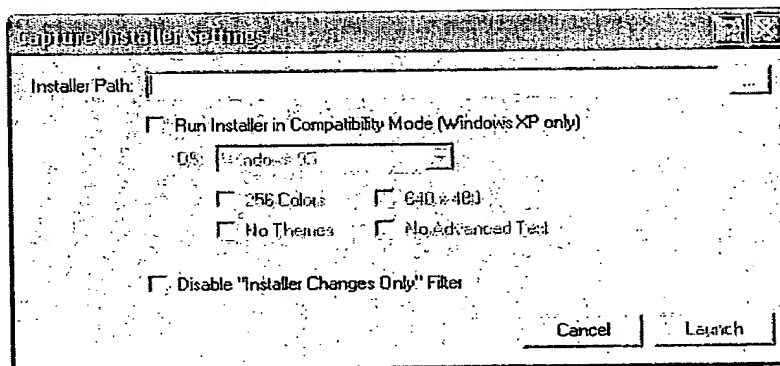 Capture Installer Settings
Installer Path: ...
Run Installer in Compatibility Mode (Windows XP only)
OS: Windows 95
256 Colors 640 x 480
No Themes No Advanced Text
Disable "Installer Changes Only" Filter
Cancel Launch